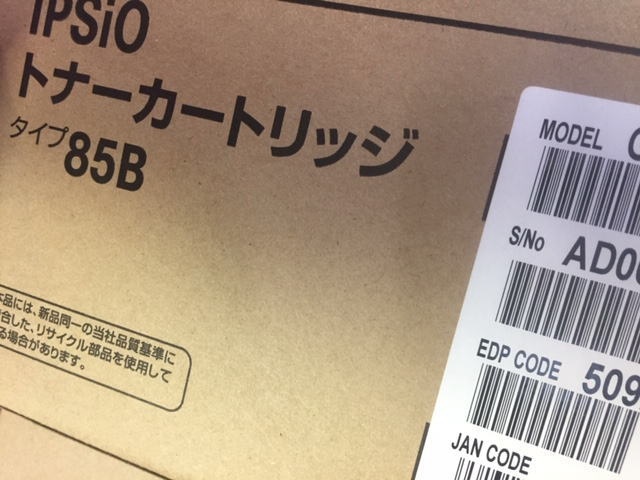 IPSiO
トナーカートリッジ
タイプ 85B
本品には、新品同一の当社品質基準に
合した、リサイクル部品を使用して
る場合があります。
MODEL
S/No AD0
EDP CODE 509
JAN CODE